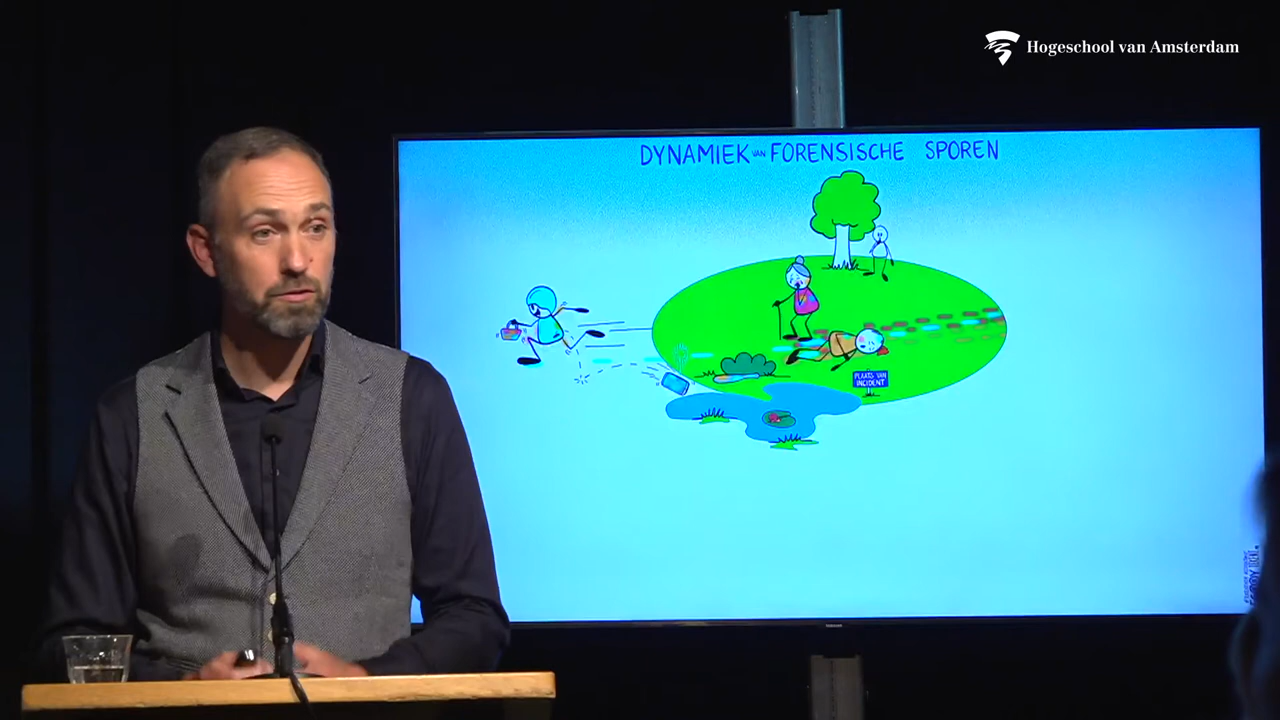 Hogeschool van Amsterdam
DYNAMIEK VAN FORENSISCHE SPOREN
PLAATS VAN
INCIDENT